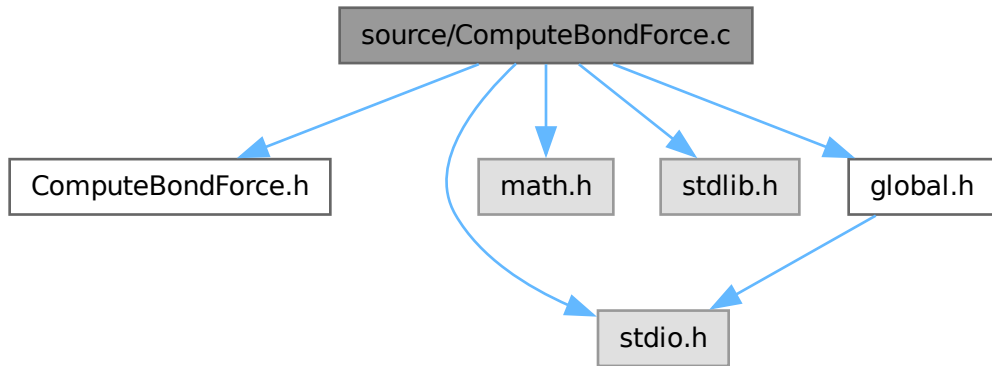 source/ComputeBondForce.c
ComputeBondForce.h
math.h
stdlib.h
global.h
stdio.h